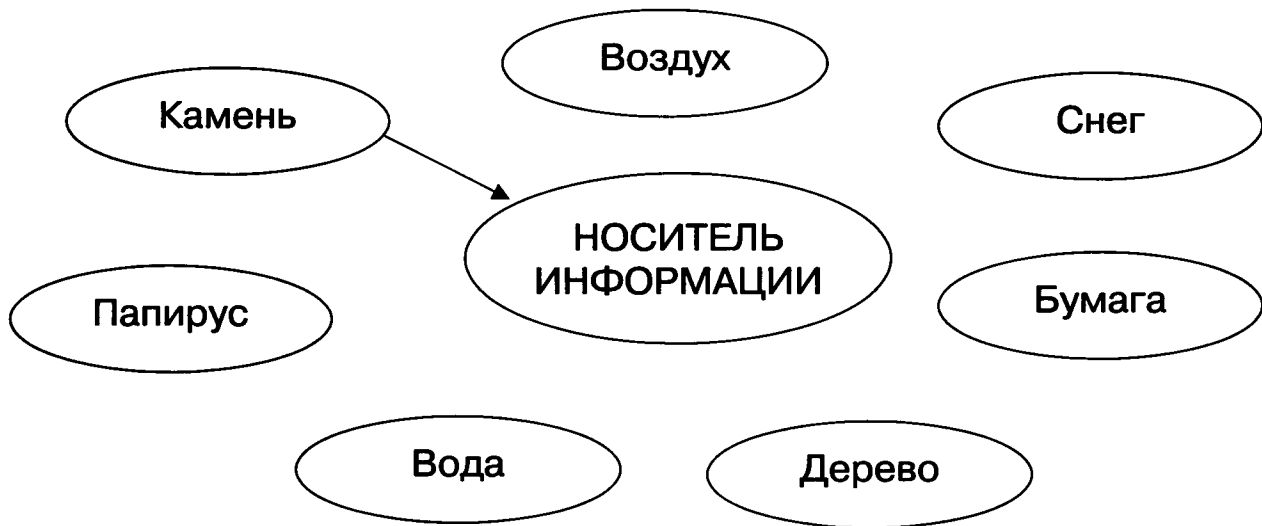 Воздух
Камень
Снег
НОСИТЕЛЬ
ИНФОРМАЦИИ
Папирус
Бумага
Вода
Дерево